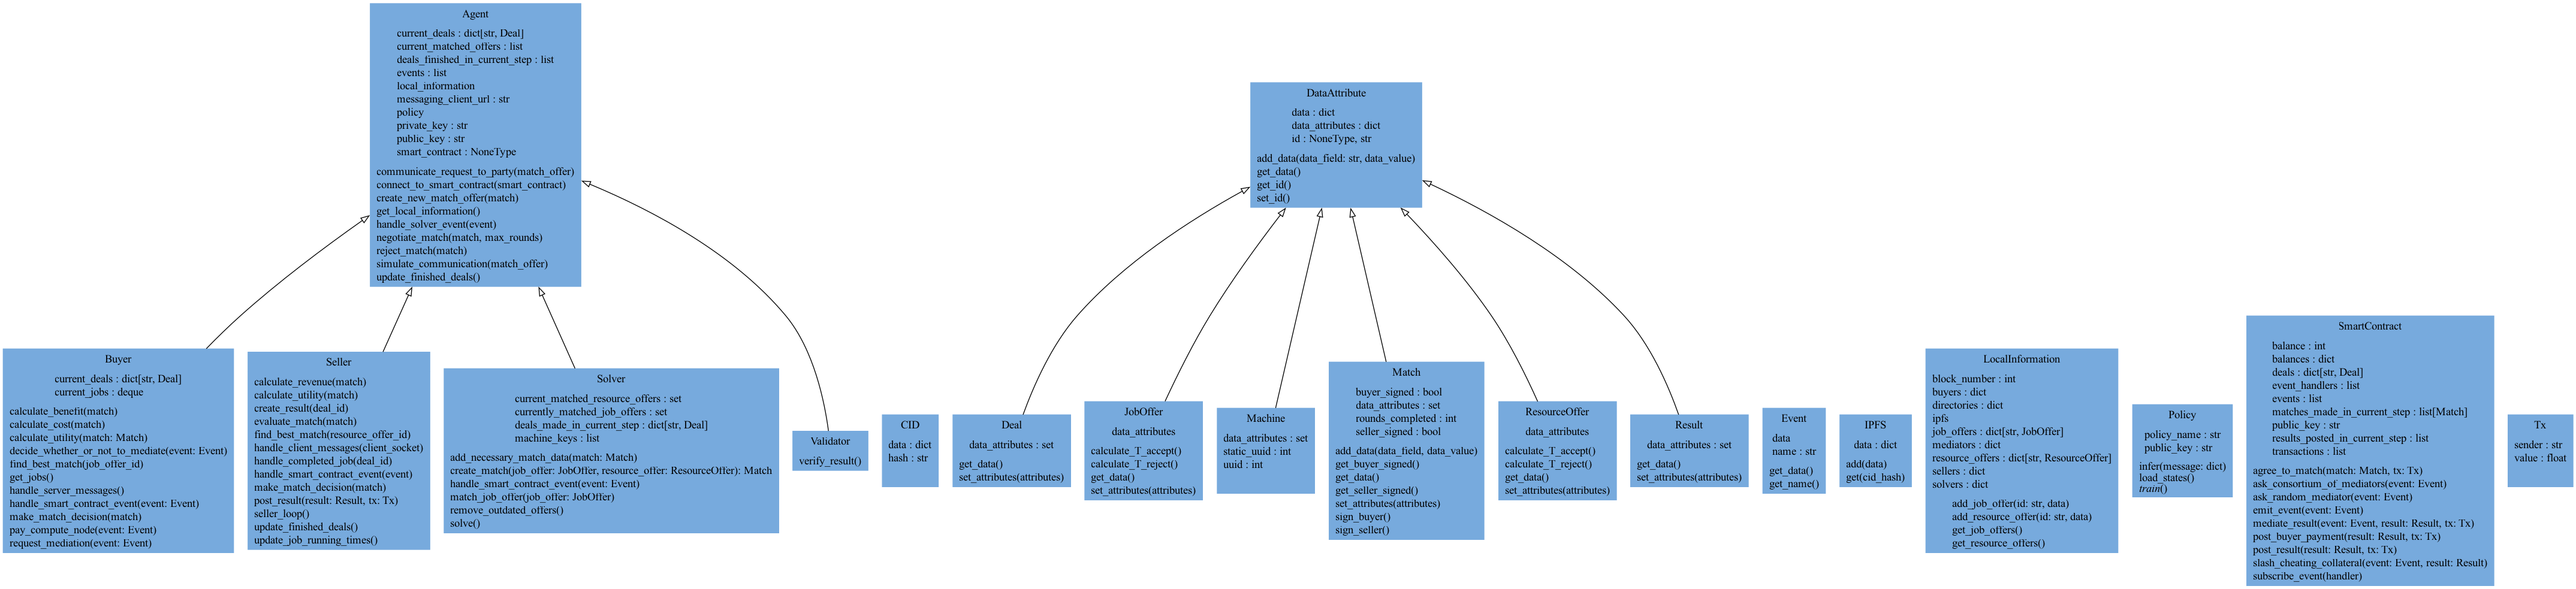 Agent
current_deals : dict[str, Deal]
current_matched_offers : list
deals_finished_in_current_step : list
events : list
local_information
messaging_client_url : str
policy
private_key : str
public_key : str
smart_contract : NoneType
communicate_request_to_party(match_offer)
connect_to_smart_contract(smart_contract)
create_new_match_offer(match)
get_local_information()
handle_solver_event(event)
negotiate_match(match, max_rounds)
reject_match(match)
simulate_communication(match_offer)
update_finished_deals()
DataAttribute
data : dict
data_attributes : dict
id : NoneType, str
add_data(data_field: str, data_value)
get_data()
get_id()
set_id()
Buyer
current_deals : dict[str, Deal]
current_jobs : deque
calculate_benefit(match)
calculate_cost(match)
calculate_utility(match: Match)
decide_whether_or_not_to_mediate(event: Event)
find_best_match(job_offer_id)
get_jobs()
handle_server_messages()
handle_smart_contract_event(event: Event)
make_match_decision(match)
pay_compute_node(event: Event)
request_mediation(event: Event)
Seller
calculate_revenue(match)
calculate_utility(match)
create_result(deal_id)
evaluate_match(match)
find_best_match(resource_offer_id)
handle_client_messages(client_socket)
handle_completed_job(deal_id)
handle_smart_contract_event(event)
make_match_decision(match)
post_result(result: Result, tx: Tx)
seller_loop()
update_finished_deals()
update_job_running_times()
Solver
current_matched_resource_offers : set
currently_matched_job_offers : set
deals_made_in_current_step : dict[str, Deal]
machine_keys : list
add_necessary_match_data(match: Match)
create_match(job_offer: JobOffer, resource_offer: ResourceOffer): Match
handle_smart_contract_event(event: Event)
match_job_offer(job_offer: JobOffer)
remove_outdated_offers()
solve()
Validator
verify_result()
CID
data : dict
hash : str
Deal
data_attributes : set
get_data()
set_attributes(attributes)
JobOffer
data_attributes
calculate_T_accept()
calculate_T_reject()
get_data()
set_attributes(attributes)
Machine
data_attributes : set
static_uuid : int
uuid : int
Match
buyer_signed : bool
data_attributes : set
rounds_completed : int
seller_signed : bool
add_data(data_field, data_value)
get_buyer_signed()
get_data()
get_seller_signed()
set_attributes(attributes)
sign_buyer()
sign_seller()
ResourceOffer
data_attributes
calculate_T_accept()
calculate_T_reject()
get_data()
set_attributes(attributes)
Result
data_attributes : set
get_data()
set_attributes(attributes)
Event
data
name : str
get_data()
get_name()
IPFS
data : dict
add(data)
get(cid_hash)
LocalInformation
block_number : int
buyers : dict
directories : dict
ipfs
job_offers : dict[str, JobOffer]
mediators : dict
resource_offers : dict[str, ResourceOffer]
sellers : dict
solvers : dict
add_job_offer(id: str, data)
add_resource_offer(id: str, data)
get_job_offers()
get_resource_offers()
Policy
policy_name : str
public_key : str
infer(message: dict)
load_states()
train()
SmartContract
balance : int
balances : dict
deals : dict[str, Deal]
event_handlers : list
events : list
matches_made_in_current_step : list[Match]
public_key : str
results_posted_in_current_step : list
transactions : list
agree_to_match(match: Match, tx: Tx)
ask_consortium_of_mediators(event: Event)
ask_random_mediator(event: Event)
emit_event(event: Event)
mediate_result(event: Event, result: Result, tx: Tx)
post_buyer_payment(result: Result, tx: Tx)
post_result(result: Result, tx: Tx)
slash_cheating_collateral(event: Event, result: Result)
subscribe_event(handler)
Tx
sender : str
value : float